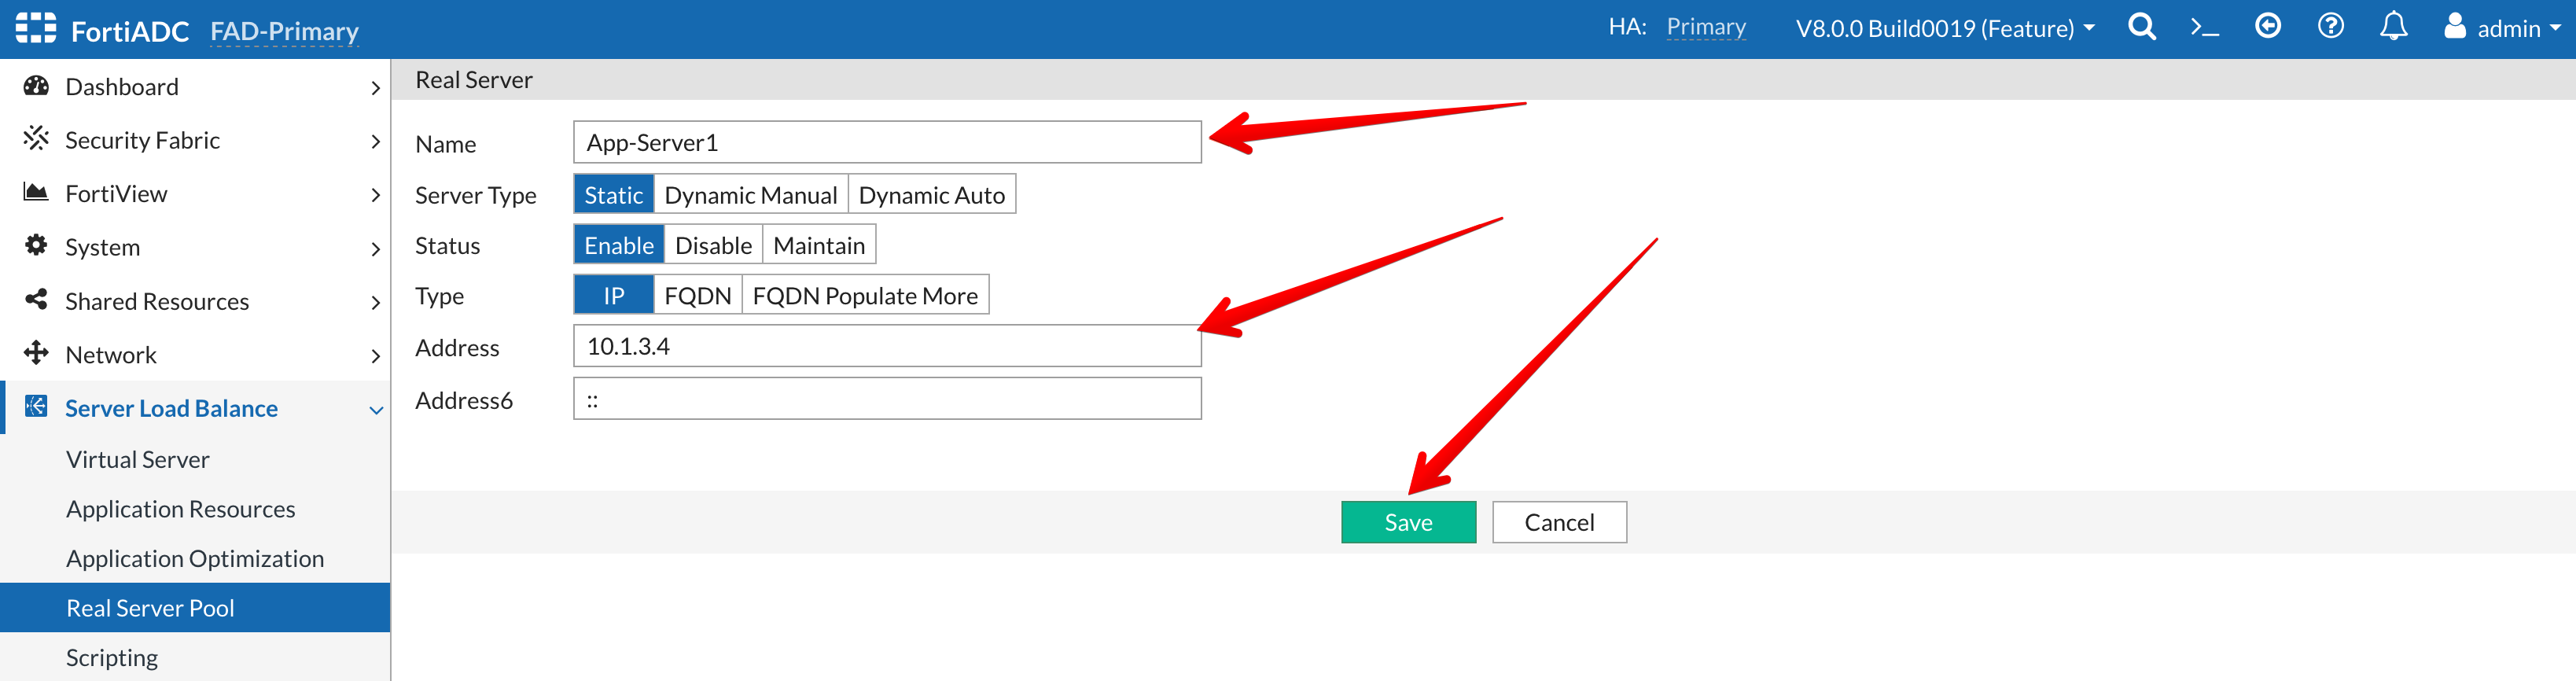 FortiADC FAD-Primary HA: Primary V8.0.0 Build0019 (Feature) admin
Dashboard
Security Fabric
FortiView
System
Shared Resources
Network
Server Load Balance
Virtual Server
Application Resources
Application Optimization
Real Server Pool
Scripting
Real Server
Name App-Server1
Server Type Static Dynamic Manual Dynamic Auto
Status Enable Disable Maintain
Type IP FQDN FQDN Populate More
Address 10.1.3.4
Address6 ::
Save Cancel